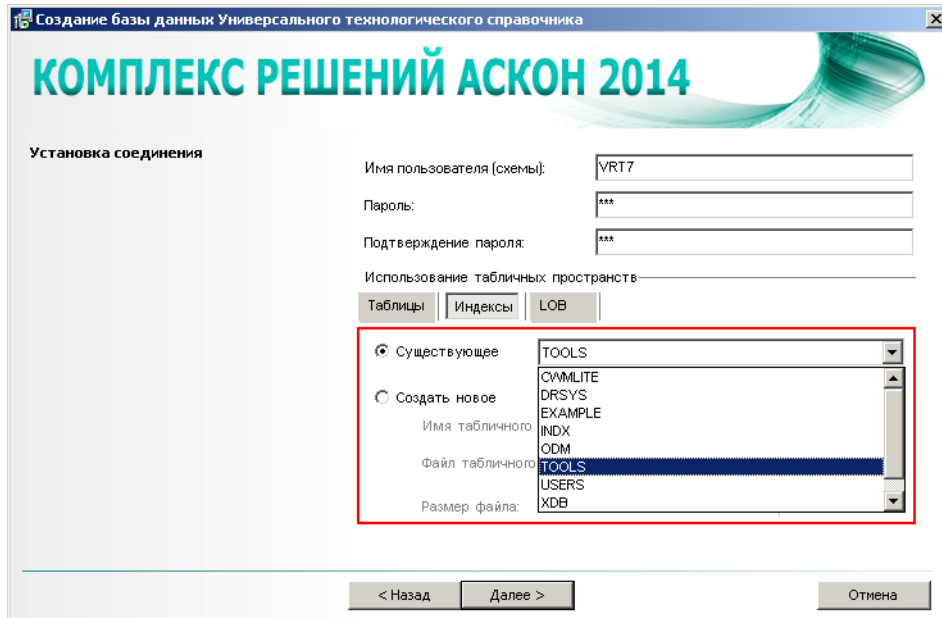 Создание базы данных Универсального технологического справочника
КОМПЛЕКС РЕШЕНИЙ АСКОН 2014
Установка соединения
Имя пользователя (схемы): VRT7
Пароль: ***
Подтверждение пароля: ***
Использование табличных пространств
Таблицы Индексы LOB
Существующее TOOLS
CWMLITE
DRSYS
Создать новое
EXAMPLE
Имя табличного
INDX
ODM
Файл табличного
TOOLS
USERS
Размер файла:
XDB
< Назад Далее > Отмена